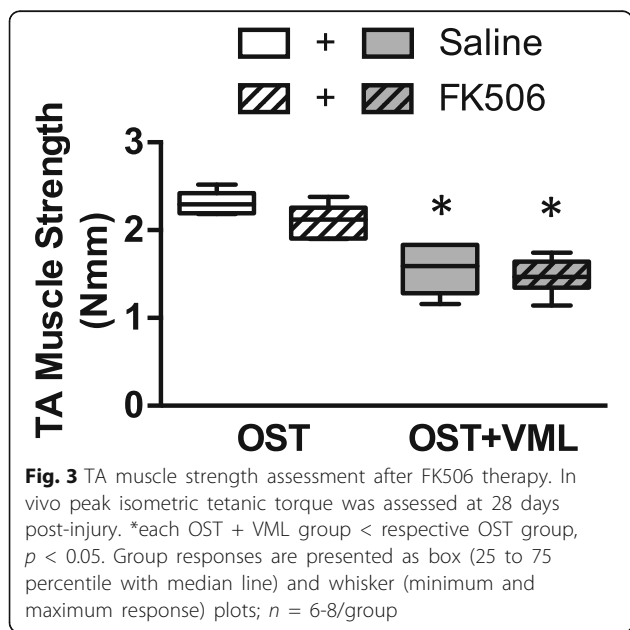 + Saline
+ FK506
TA Muscle Strength
(Nmm)
3
2
1
0
* *
OST OST+VML
Fig. 3 TA muscle strength assessment after FK506 therapy. In
vivo peak isometric tetanic torque was assessed at 28 days
post-injury. *each OST + VML group < respective OST group,
p < 0.05. Group responses are presented as box (25 to 75
percentile with median line) and whisker (minimum and
maximum response) plots; n = 6-8/group